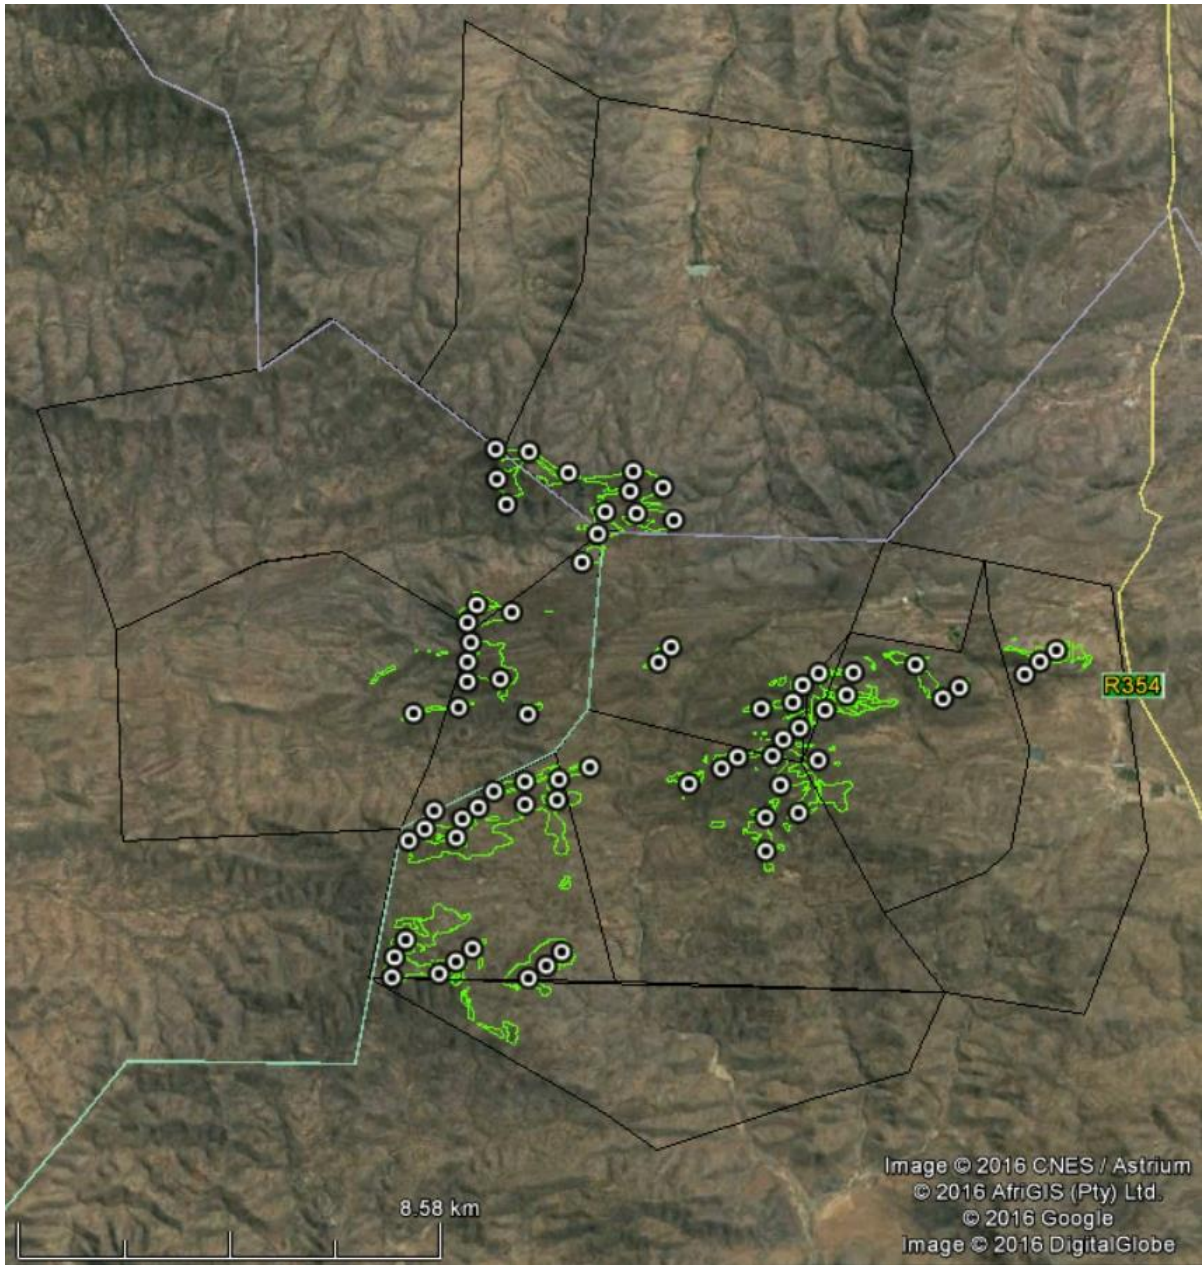 R354
8.58 km
Image © 2016 CNES / Astrium
© 2016 AfriGIS (Pty) Ltd.
© 2016 Google
Image © 2016 DigitalGlobe